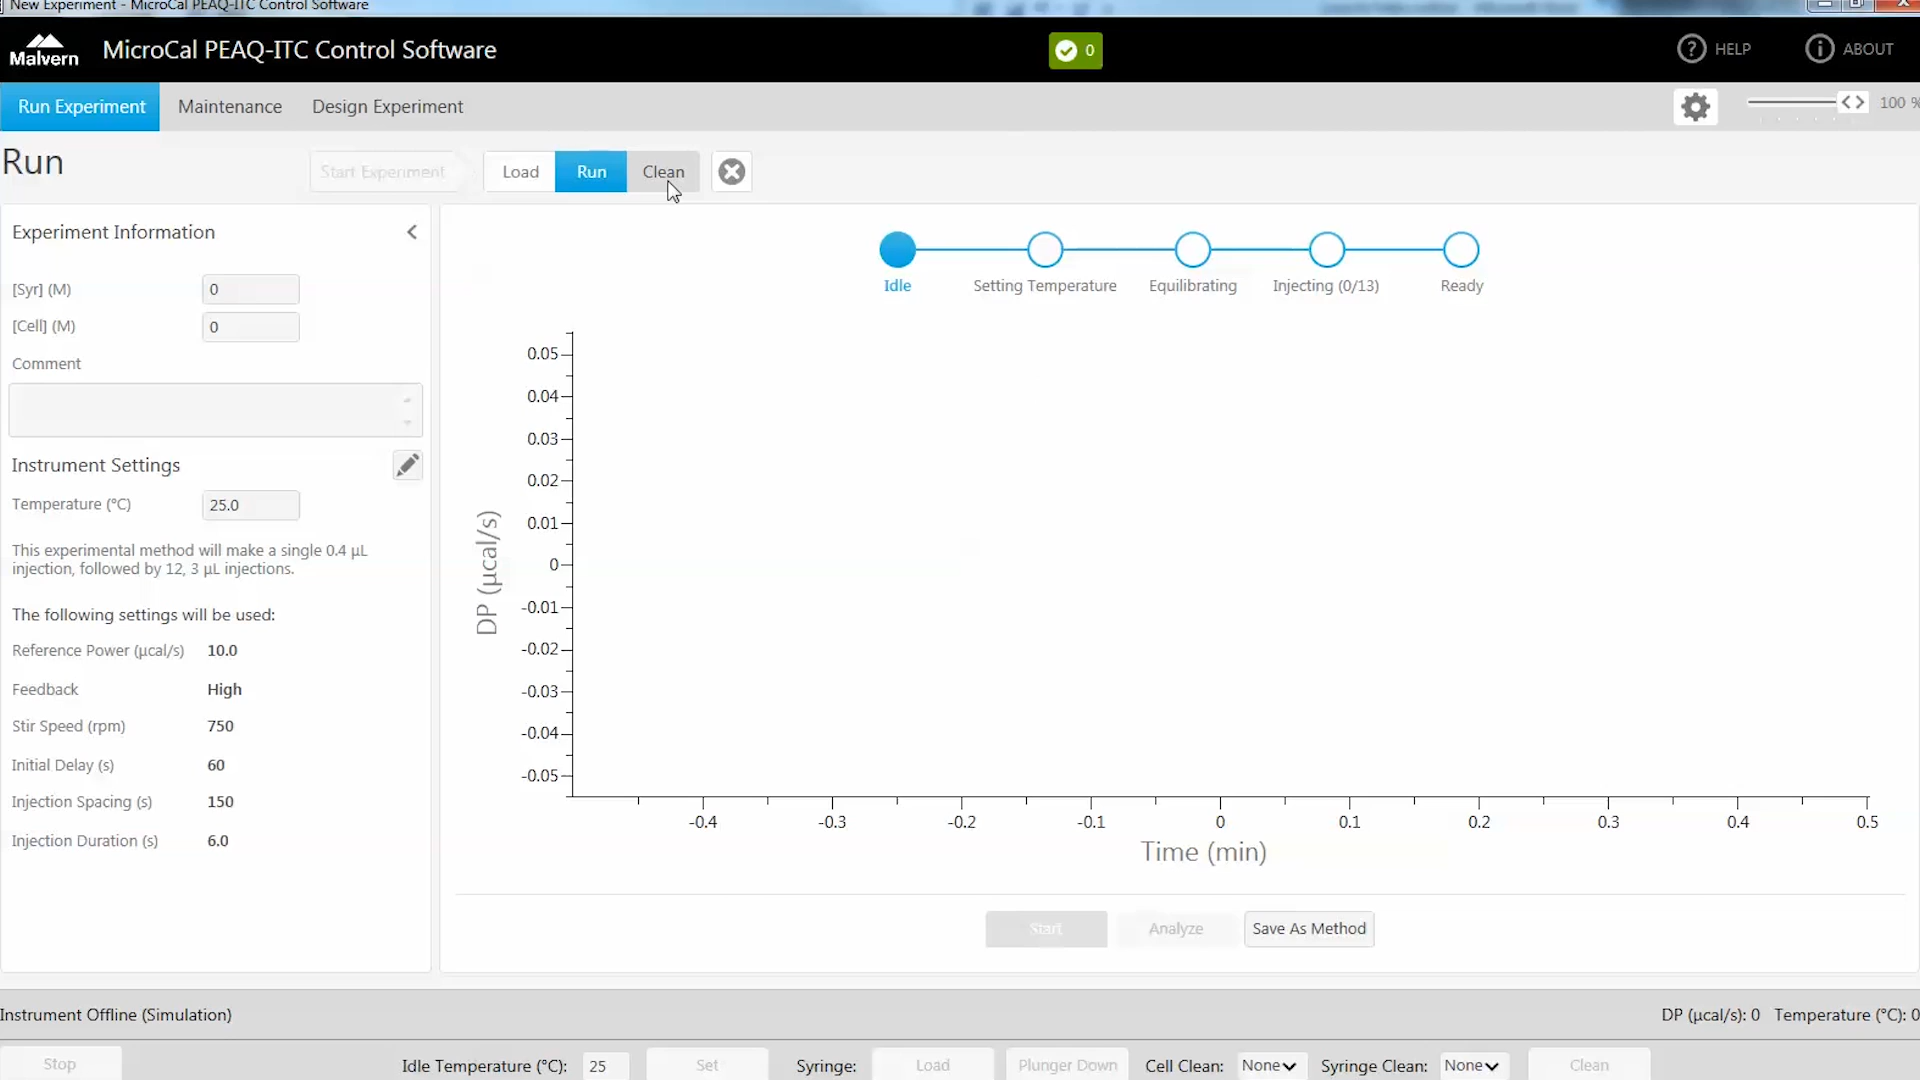 New Experiment - MicroCal PEAQ-ITC Control Software
Malvern
MicroCal PEAQ-ITC Control Software
0
? HELP
i ABOUT
Run Experiment
Maintenance
Design Experiment
100 %
Run
Start Experiment
Load
Run
Clean
Experiment Information
[Syr] (M)
0
[Cell] (M)
0
Comment
Instrument Settings
Temperature (°C)
25.0
This experimental method will make a single 0.4 µL
injection, followed by 12, 3 µL injections.
The following settings will be used:
Reference Power (µcal/s) 10.0
Feedback High
Stir Speed (rpm) 750
Initial Delay (s) 60
Injection Spacing (s) 150
Injection Duration (s) 6.0
Idle
Setting Temperature
Equilibrating
Injecting (0/13)
Ready
DP (µcal/s)
0.05
0.04
0.03
0.02
0.01
0
-0.01
-0.02
-0.03
-0.04
-0.05
-0.4 -0.3 -0.2 -0.1 0 0.1 0.2 0.3 0.4 0.5
Time (min)
Start
Analyze
Save As Method
Instrument Offline (Simulation)
DP (µcal/s): 0 Temperature (°C): 0
Stop
Idle Temperature (°C): 25
Set
Syringe:
Load
Plunger Down
Cell Clean: None
Syringe Clean: None
Clean